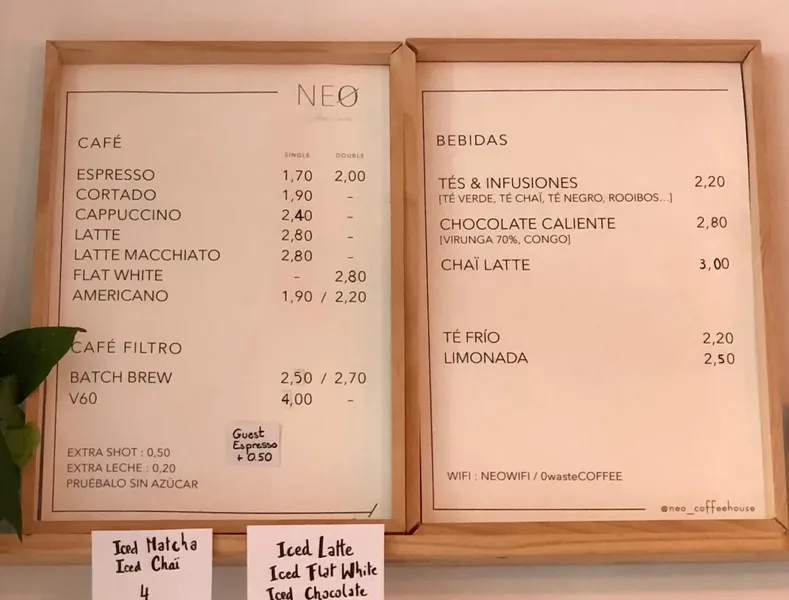 NEØ
CAFÉ
SINGLE DOUBLE
ESPRESSO 1,70 2,00
CORTADO 1,90 -
CAPPUCCINO 2,40 -
LATTE 2,80 -
LATTE MACCHIATO 2,80 -
FLAT WHITE - 2,80
AMERICANO 1,90 / 2,20
CAFÉ FILTRO
BATCH BREW 2,50 / 2,70
V60 4,00 -
Guest
Espresso
+ 0.50
EXTRA SHOT : 0,50
EXTRA LECHE : 0,20
PRUÉBALO SIN AZÚCAR
BEBIDAS
TÉS & INFUSIONES 2,20
[TÉ VERDE, TÉ CHAÏ, TÉ NEGRO, ROOIBOS...]
CHOCOLATE CALIENTE 2,80
[VIRUNGA 70%, CONGO]
CHAÏ LATTE 3,00
TÉ FRÍO 2,20
LIMONADA 2,50
WIFI : NEOWIFI / 0wasteCOFFEE
@neo_coffeehouse
Iced Matcha
Iced Chaï
4
Iced Latte
Iced Flat White
Iced Chocolate